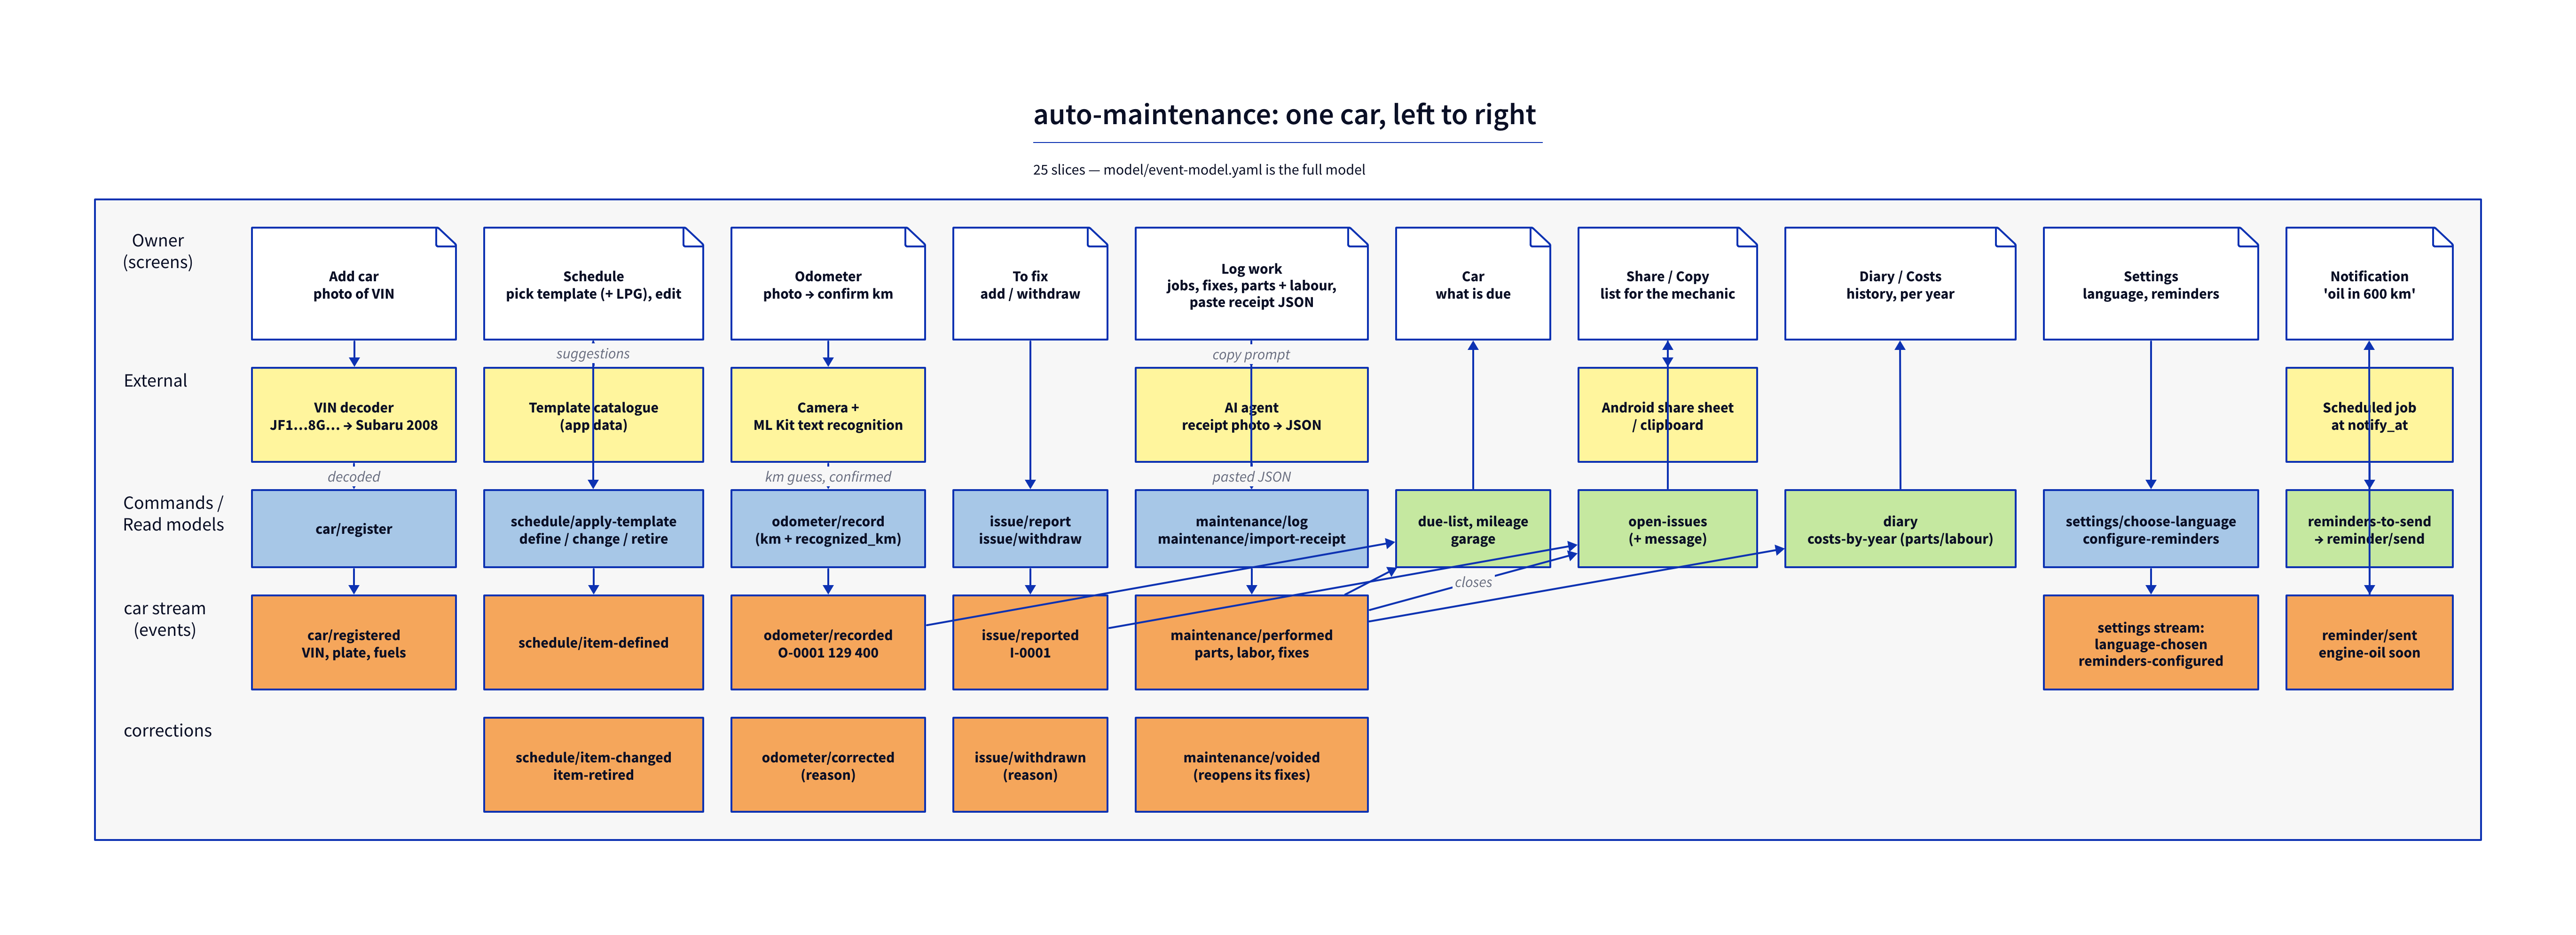 auto-maintenance: one car, left to right
25 slices — model/event-model.yaml is the full model
Owner
(screens)
Add car
photo of VIN
Schedule
pick template (+ LPG), edit
Odometer
photo → confirm km
To fix
add / withdraw
Log work
jobs, fixes, parts + labour,
paste receipt JSON
Car
what is due
Share / Copy
list for the mechanic
Diary / Costs
history, per year
Settings
language, reminders
Notification
'oil in 600 km'
suggestions
copy prompt
External
VIN decoder
JF1...8G... → Subaru 2008
Template catalogue
(app data)
Camera +
ML Kit text recognition
AI agent
receipt photo → JSON
Android share sheet
/ clipboard
Scheduled job
at notify_at
decoded
km guess, confirmed
pasted JSON
Commands /
Read models
car/register
schedule/apply-template
define / change / retire
odometer/record
(km + recognized_km)
issue/report
issue/withdraw
maintenance/log
maintenance/import-receipt
due-list, mileage
garage
open-issues
(+ message)
diary
costs-by-year (parts/labour)
settings/choose-language
configure-reminders
reminders-to-send
→ reminder/send
closes
car stream
(events)
car/registered
VIN, plate, fuels
schedule/item-defined
odometer/recorded
O-0001 129 400
issue/reported
I-0001
maintenance/performed
parts, labor, fixes
settings stream:
language-chosen
reminders-configured
reminder/sent
engine-oil soon
corrections
schedule/item-changed
item-retired
odometer/corrected
(reason)
issue/withdrawn
(reason)
maintenance/voided
(reopens its fixes)